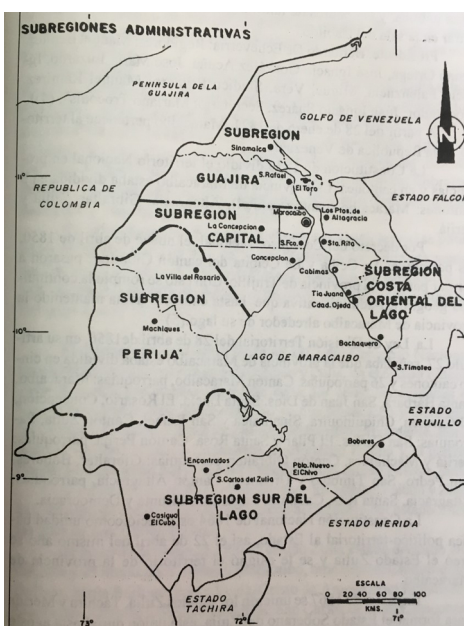 SUBREGIONES ADMINISTRATIVAS
PENINSULA DE LA
GUAJIRA
GOLFO DE VENEZUELA
N
SUBREGION
Sinamaica
GUAJIRA
S. Rafael
El Toro
11°
REPUBLICA DE
COLOMBIA
ESTADO FALCO
SUBREGION
Maracaibo
Los Ptos. de
Altagracia
La Concepcion
CAPITAL
S.Fco.
Sta. Rita
Concepcion
Cabimas
SUBREGION
COSTA
ORIENTAL DEL
LAGO
La Villa del Rosario
Tia Juana
Cdad. Ojeda
SUBREGION
Machiques
10°
PERIJA
Bachaquero
LAGO DE MARACAIBO
S. Timoteo
ESTADO
TRUJILLO
Bobures
Encontrados
Pblo. Nuevo-
El Chivo
9°
S. Carlos del Zulia
SUBREGION SUR DEL
LAGO
Casigua
El Cubo
ESTADO MERIDA
ESTADO
TACHIRA
ESCALA
20 0 20 40 60 80 100
KMS.
73°
72°
71°